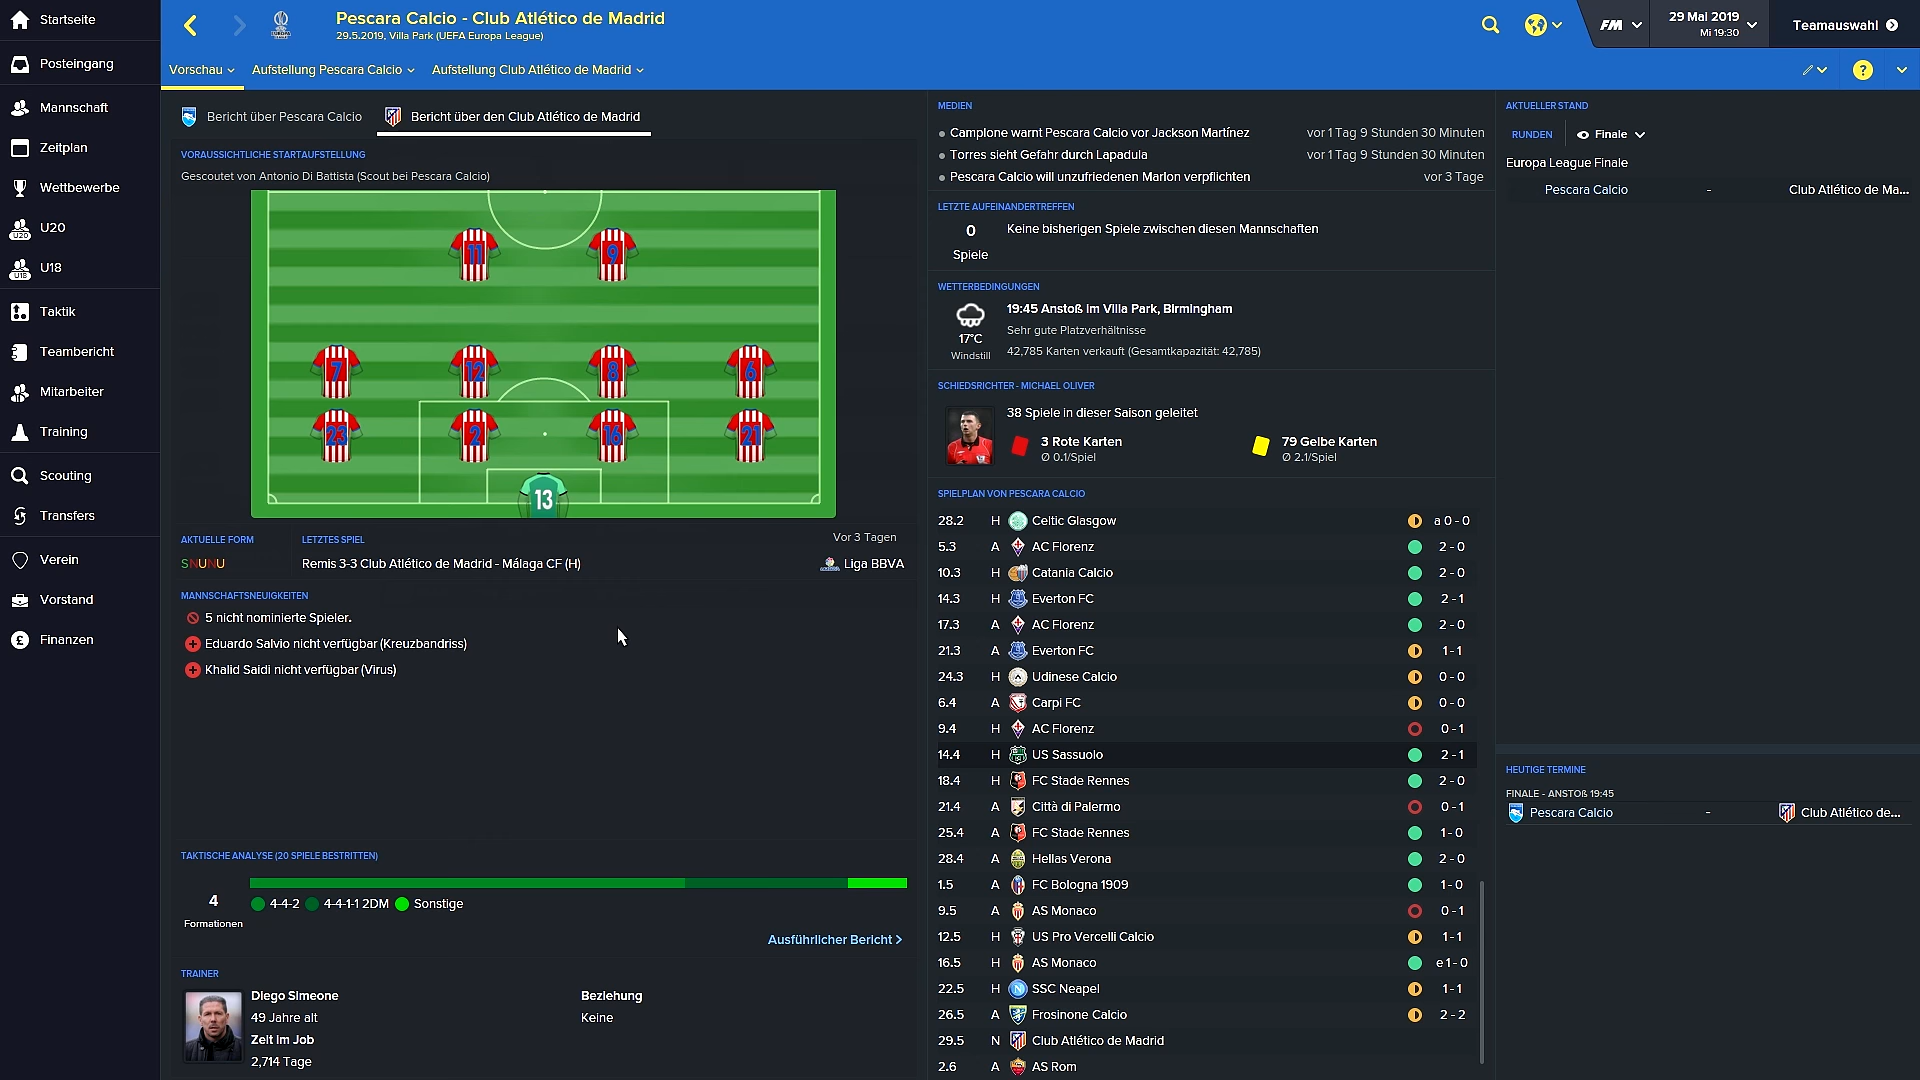 Startseite
Posteingang
Mannschaft
Zeitplan
Wettbewerbe
U20
U18
Taktik
Teambericht
Mitarbeiter
Training
Scouting
Transfers
Verein
Vorstand
Finanzen
Pescara Calcio - Club Atlético de Madrid
29.5.2019, Villa Park (UEFA Europa League)
FM
29 Mai 2019
Mi 19:30
Teamauswahl
Vorschau
Aufstellung Pescara Calcio
Aufstellung Club Atlético de Madrid
?
Bericht über Pescara Calcio
Bericht über den Club Atlético de Madrid
VORAUSSICHTLICHE STARTAUFSTELLUNG
Gescoutet von Antonio Di Battista (Scout bei Pescara Calcio)
11 9
7 12 8 6
23 2 16 21
13
AKTUELLE FORM
SNUNU
LETZTES SPIEL
Vor 3 Tagen
Remis 3-3 Club Atlético de Madrid - Málaga CF (H)
Liga BBVA
MANNSCHAFTSNEUIGKEITEN
5 nicht nominierte Spieler.
Eduardo Salvio nicht verfügbar (Kreuzbandriss)
Khalid Saidi nicht verfügbar (Virus)
TAKTISCHE ANALYSE (20 SPIELE BESTRITTEN)
4
Formationen
4-4-2 4-4-1-1 2DM Sonstige
Ausführlicher Bericht >
TRAINER
Diego Simeone
49 Jahre alt
Zeit im Job
2,714 Tage
Beziehung
Keine
MEDIEN
Camplone warnt Pescara Calcio vor Jackson Martínez vor 1 Tag 9 Stunden 30 Minuten
Torres sieht Gefahr durch Lapadula vor 1 Tag 9 Stunden 30 Minuten
Pescara Calcio will unzufriedenen Marlon verpflichten vor 3 Tage
LETZTE AUFEINANDERTREFFEN
0
Spiele
Keine bisherigen Spiele zwischen diesen Mannschaften
WETTERBEDINGUNGEN
17°C
Windstill
19:45 Anstoß im Villa Park, Birmingham
Sehr gute Platzverhältnisse
42,785 Karten verkauft (Gesamtkapazität: 42,785)
SCHIEDSRICHTER - MICHAEL OLIVER
38 Spiele in dieser Saison geleitet
3 Rote Karten
Ø 0.1/Spiel
79 Gelbe Karten
Ø 2.1/Spiel
SPIELPLAN VON PESCARA CALCIO
28.2 H Celtic Glasgow a 0 - 0
5.3 A AC Florenz 2 - 0
10.3 H Catania Calcio 2 - 0
14.3 H Everton FC 2 - 1
17.3 A AC Florenz 2 - 0
21.3 A Everton FC 1 - 1
24.3 H Udinese Calcio 0 - 0
6.4 A Carpi FC 0 - 0
9.4 H AC Florenz 0 - 1
14.4 H US Sassuolo 2 - 1
18.4 H FC Stade Rennes 2 - 0
21.4 A Città di Palermo 0 - 1
25.4 A FC Stade Rennes 1 - 0
28.4 A Hellas Verona 2 - 0
1.5 A FC Bologna 1909 1 - 0
9.5 A AS Monaco 0 - 1
12.5 H US Pro Vercelli Calcio 1 - 1
16.5 H AS Monaco e 1 - 0
22.5 H SSC Neapel 1 - 1
26.5 A Frosinone Calcio 2 - 2
29.5 N Club Atlético de Madrid
2.6 A AS Rom
AKTUELLER STAND
RUNDEN Finale
Europa League Finale
Pescara Calcio - Club Atlético de Ma...
HEUTIGE TERMINE
FINALE - ANSTOß 19:45
Pescara Calcio - Club Atlético de...